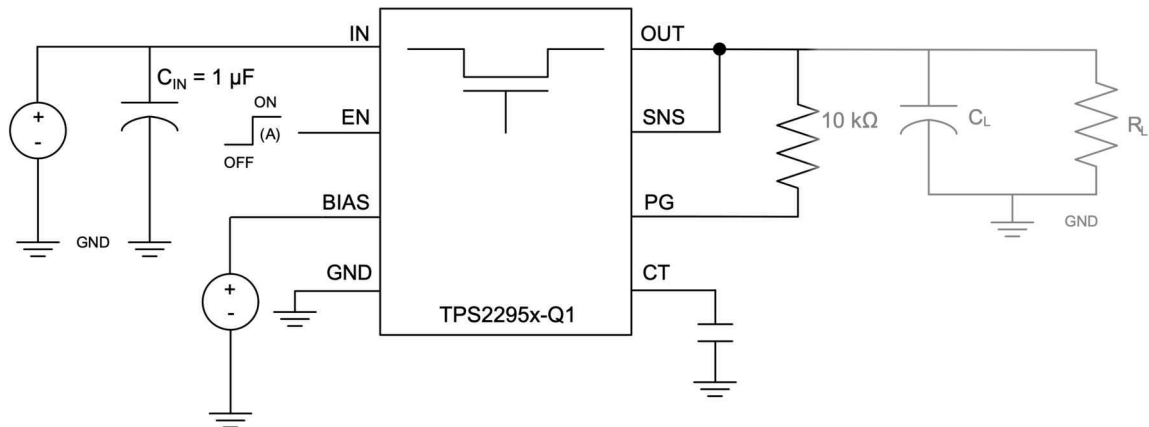 IN
OUT
C_IN = 1 µF
ON
(A)
OFF
EN
SNS
10 kΩ
C_L
R_L
+
-
BIAS
PG
GND
GND
+
-
GND
CT
TPS2295x-Q1